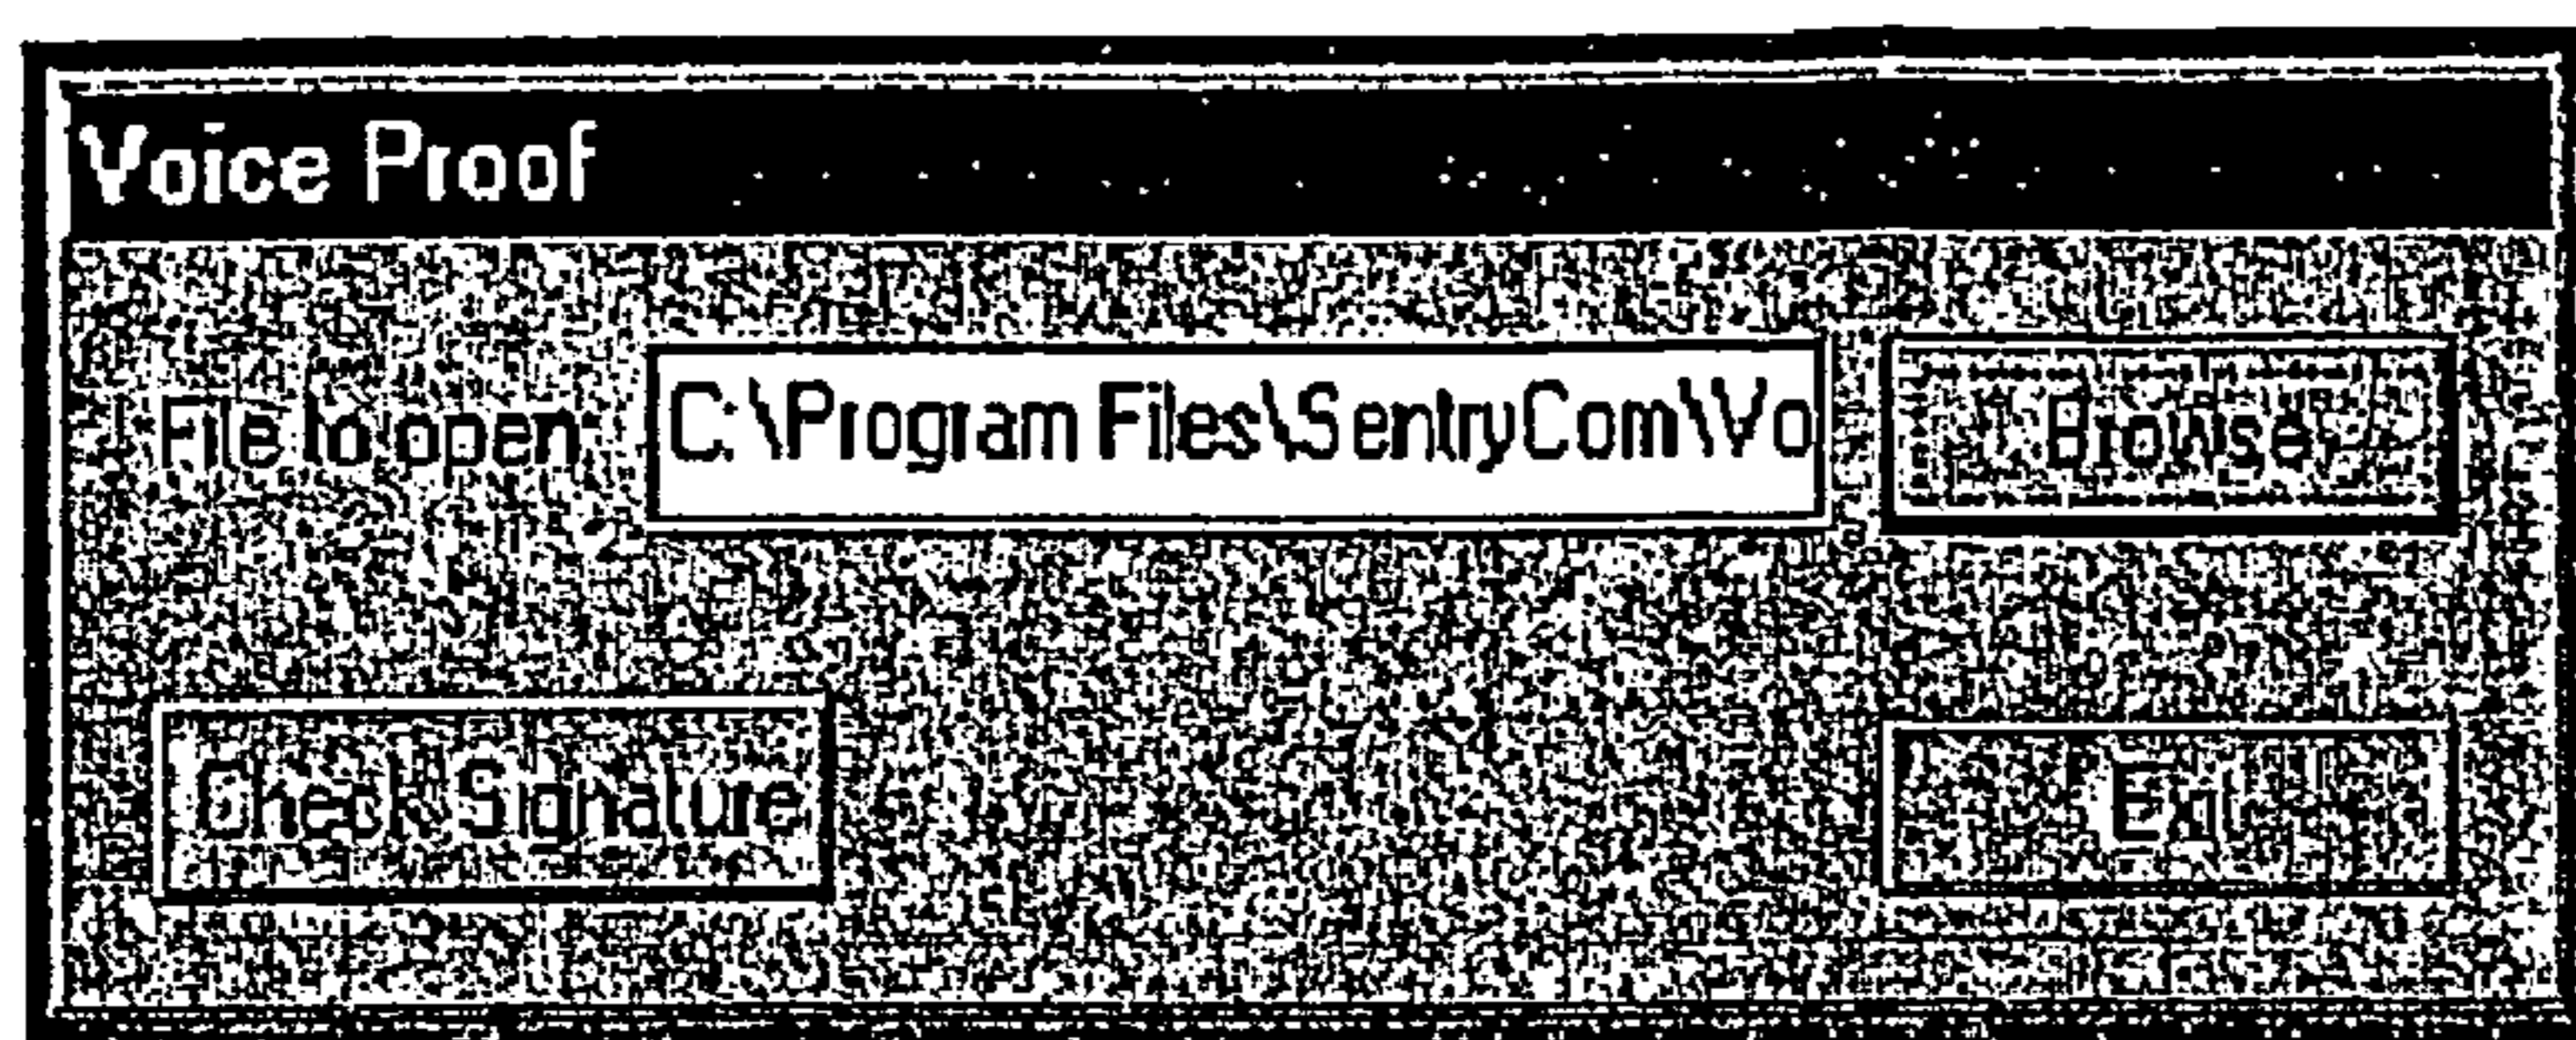 Voice Proof
File to open C:\Program Files\SentryCom\Vo Browse
Check Signature Exit